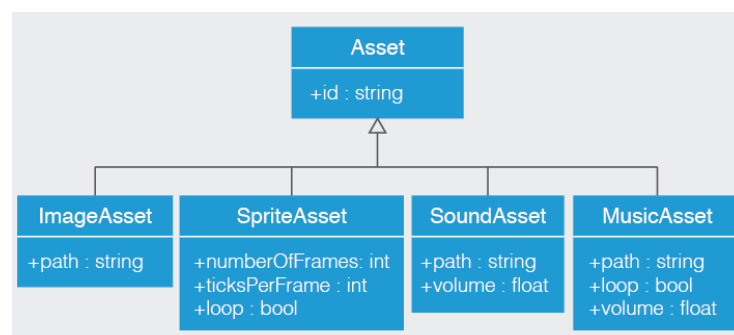 Asset
+id : string
ImageAsset
+path : string
SpriteAsset
+numberOfFrames: int
+ticksPerFrame : int
+loop : bool
SoundAsset
+path : string
+volume : float
MusicAsset
+path : string
+loop : bool
+volume : float